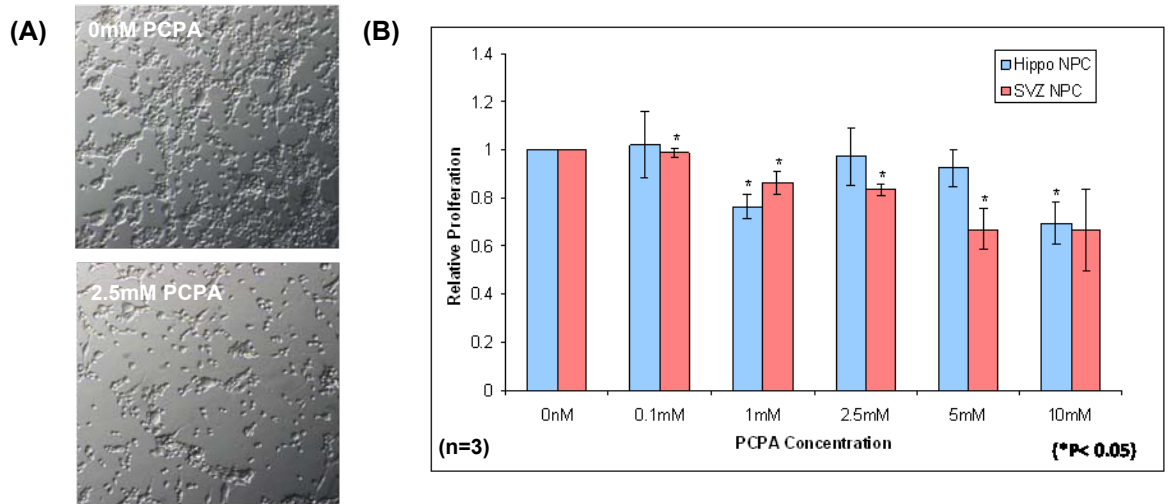 (A)
0mM PCPA
2.5mM PCPA
(B)
1.4
1.2
1
0.8
0.6
0.4
0.2
0
Relative Prolferation
Hippo NPC
SVZ NPC
*
*
*
*
*
*
0nM
0.1mM
1mM
2.5mM
5mM
10mM
PCPA Concentration
(n=3)
{*P< 0.05}